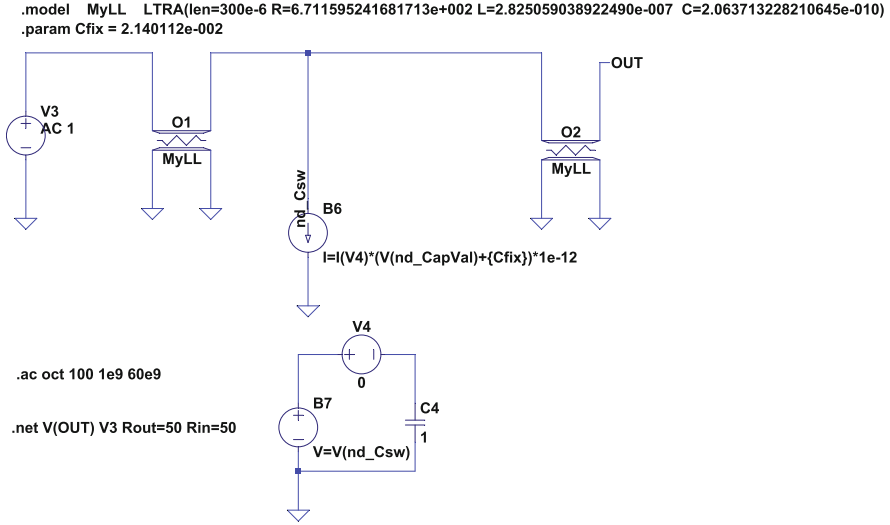 .model MyLL LTRA(len=300e-6 R=6.711595241681713e+002 L=2.825059038922490e-007 C=2.063713228210645e-010)
.param Cfix = 2.140112e-002
OUT
V3
AC 1
O1
MyLL
O2
MyLL
nd_Csw
B6
I=I(V4)*(V(nd_CapVal)+{Cfix})*1e-12
V4
0
.ac oct 100 1e9 60e9
B7
C4
1
.net V(OUT) V3 Rout=50 Rin=50
V=V(nd_Csw)